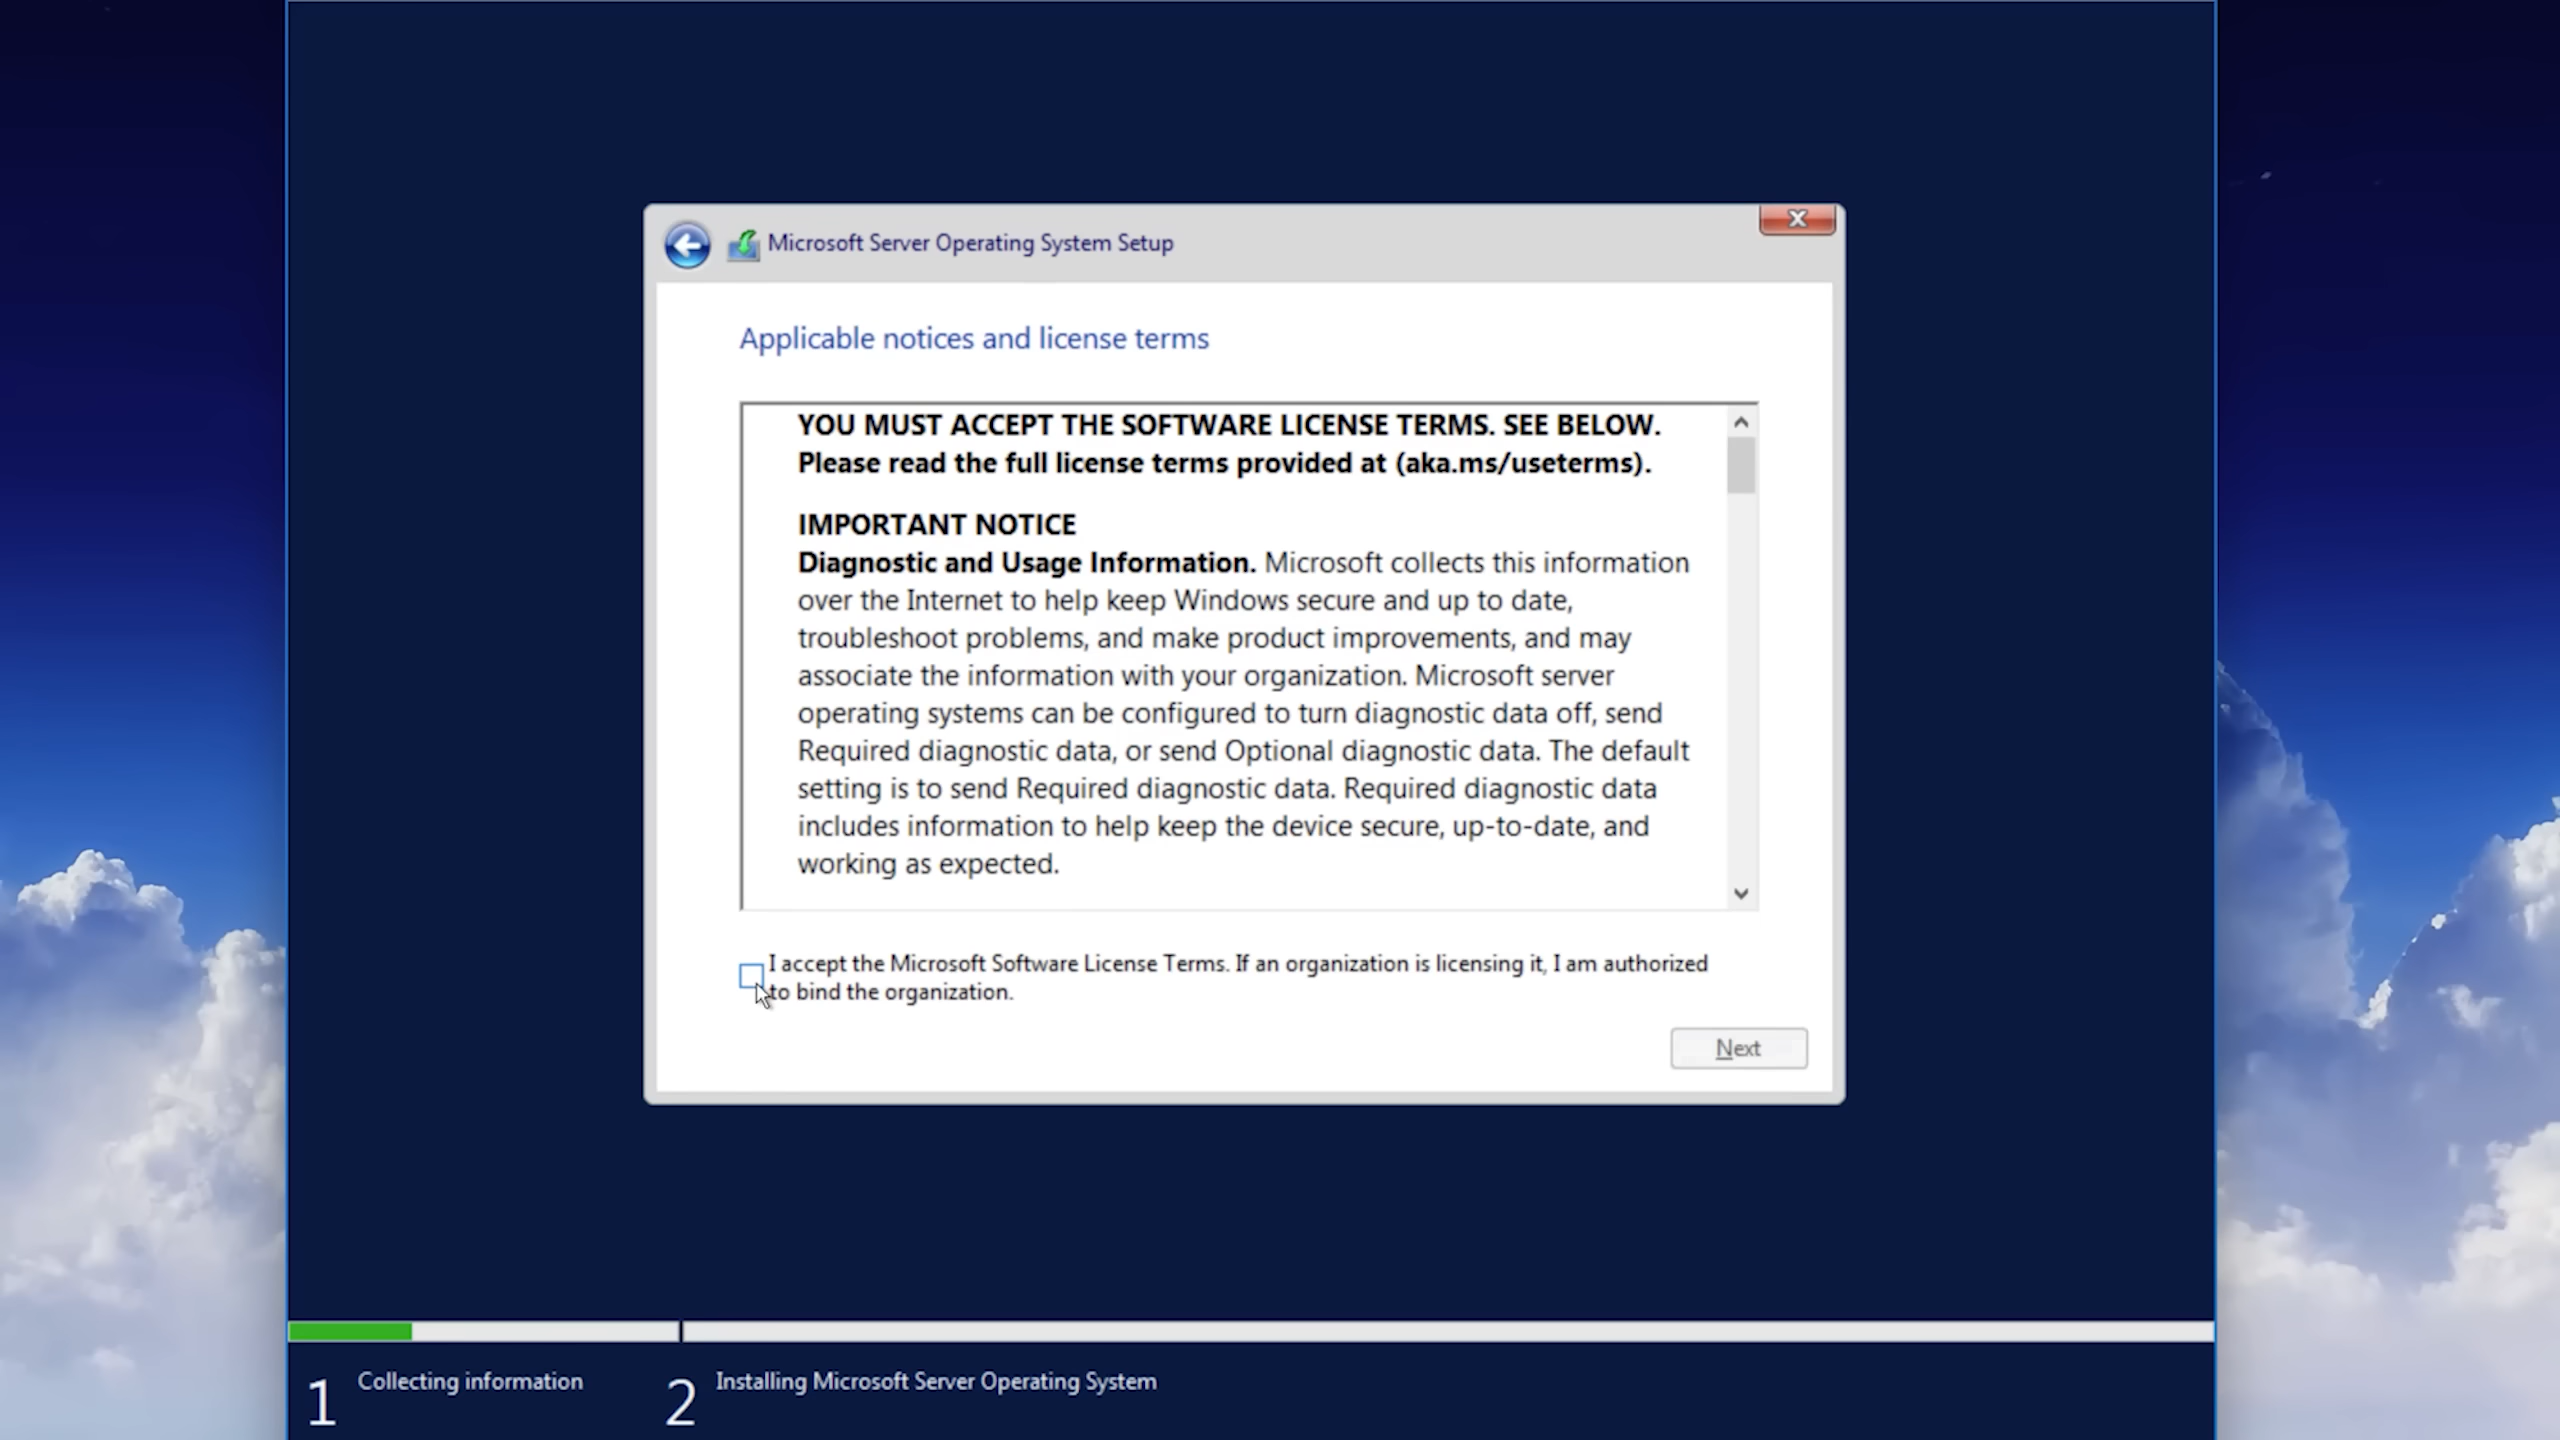 Microsoft Server Operating System Setup
Applicable notices and license terms
YOU MUST ACCEPT THE SOFTWARE LICENSE TERMS. SEE BELOW.
Please read the full license terms provided at (aka.ms/useterms).
IMPORTANT NOTICE
Diagnostic and Usage Information. Microsoft collects this information
over the Internet to help keep Windows secure and up to date,
troubleshoot problems, and make product improvements, and may
associate the information with your organization. Microsoft server
operating systems can be configured to turn diagnostic data off, send
Required diagnostic data, or send Optional diagnostic data. The default
setting is to send Required diagnostic data. Required diagnostic data
includes information to help keep the device secure, up-to-date, and
working as expected.
I accept the Microsoft Software License Terms. If an organization is licensing it, I am authorized
to bind the organization.
Next
1 Collecting information
2 Installing Microsoft Server Operating System